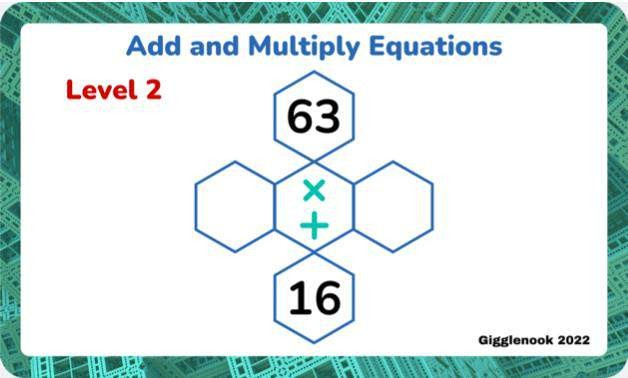 Add and Multiply Equations
Level 2
63
×
+
16
Gigglenook 2022